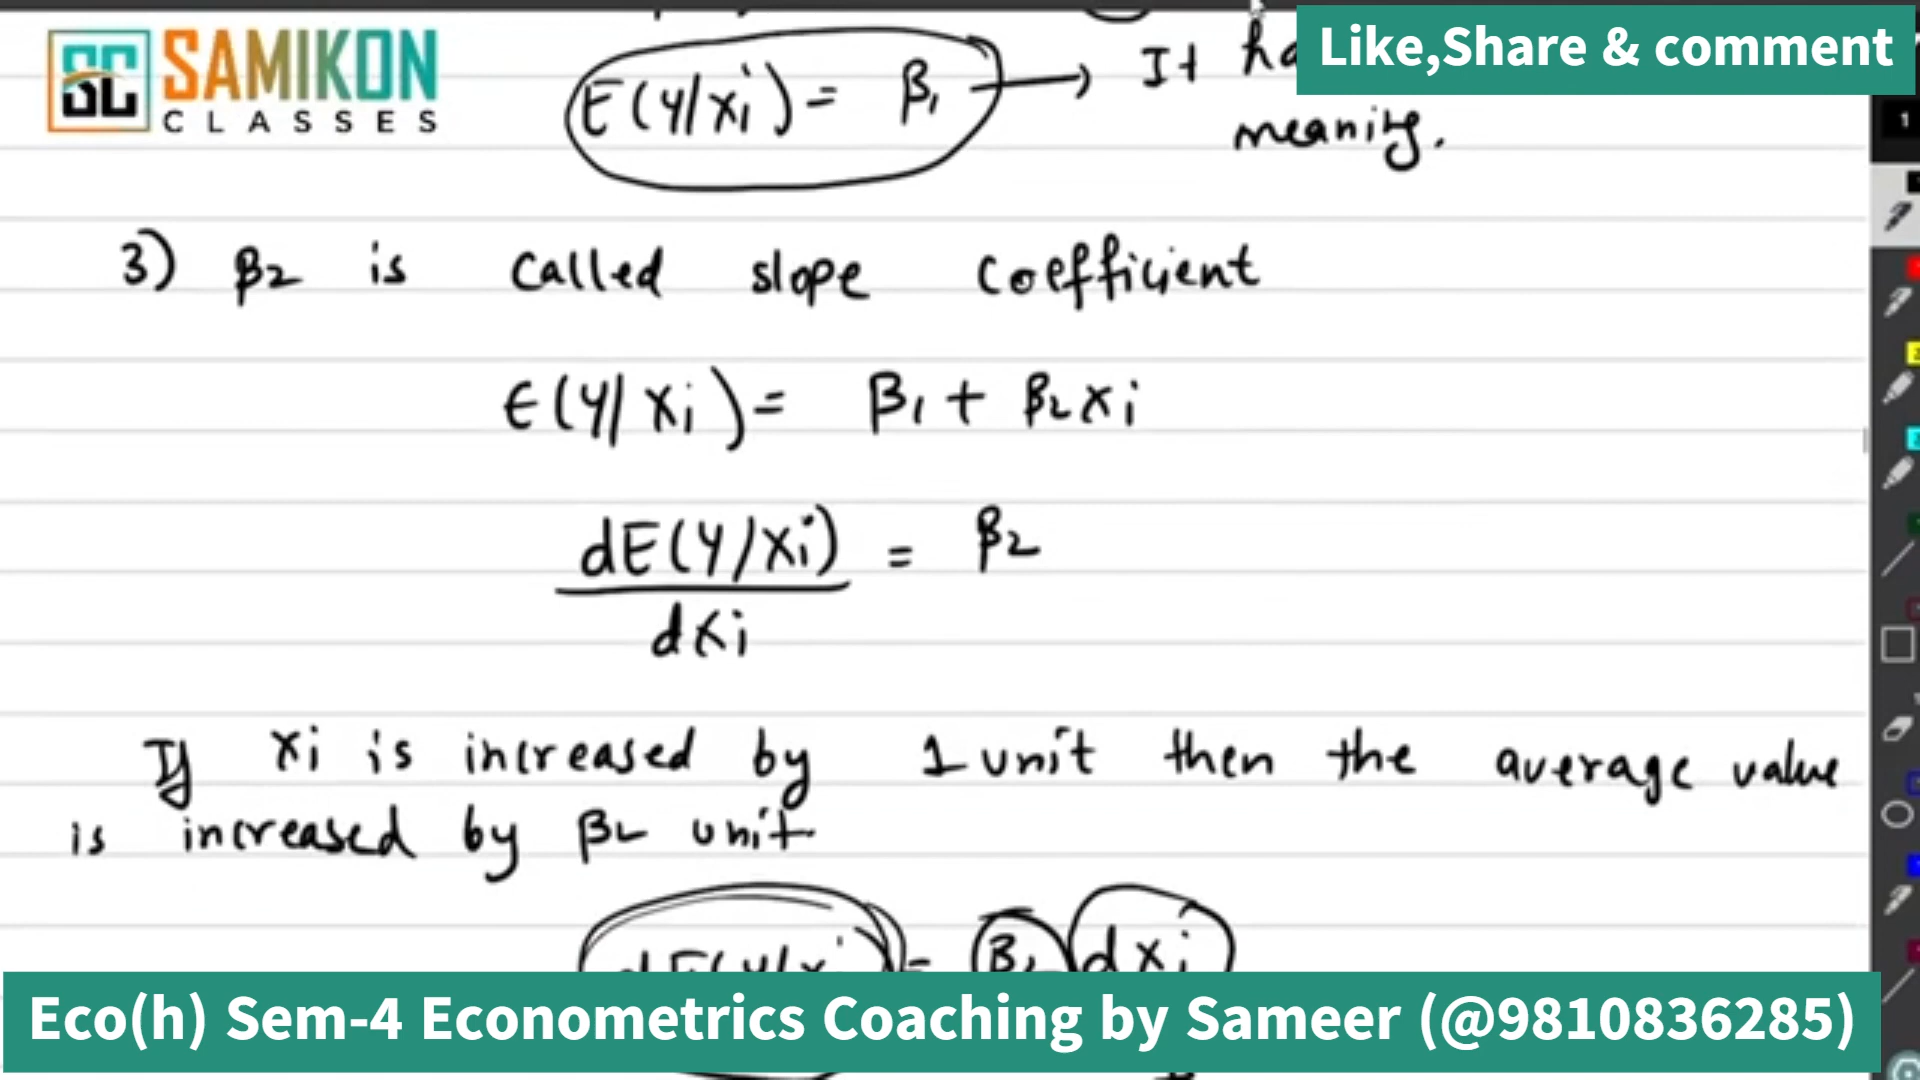 SC SAMIKON
CLASSES
Like,Share & comment
E(Y/Xi) = β1 → It
meaning.
3) β2 is called slope coefficient
E(Y/Xi) = β1 + β2Xi
dE(Y/Xi) = β2
dXi
If Xi is increased by 1 unit then the average value
is increased by β2 unit
dXi
Eco(h) Sem-4 Econometrics Coaching by Sameer (@9810836285)